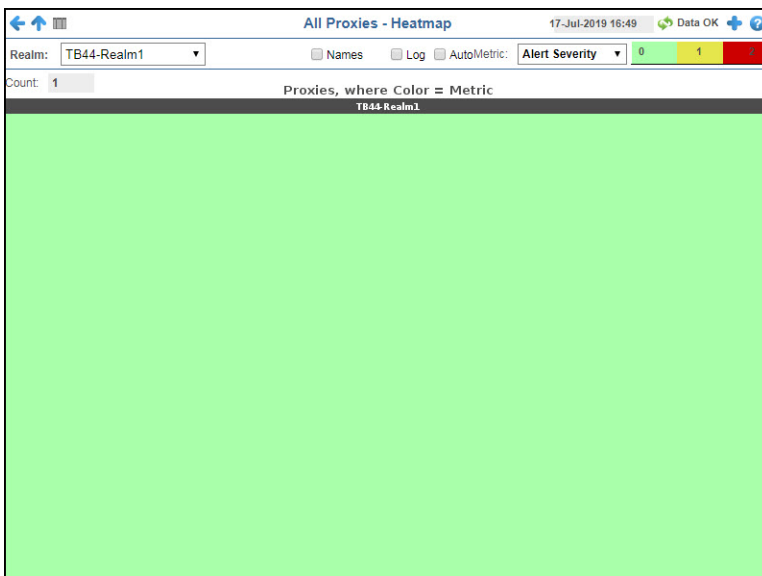 All Proxies - Heatmap 17-Jul-2019 16:49 Data OK
Realm: TB44-Realm1 Names Log Auto Metric: Alert Severity 0 1 2
Count: 1
Proxies, where Color = Metric
TB44-Realm1